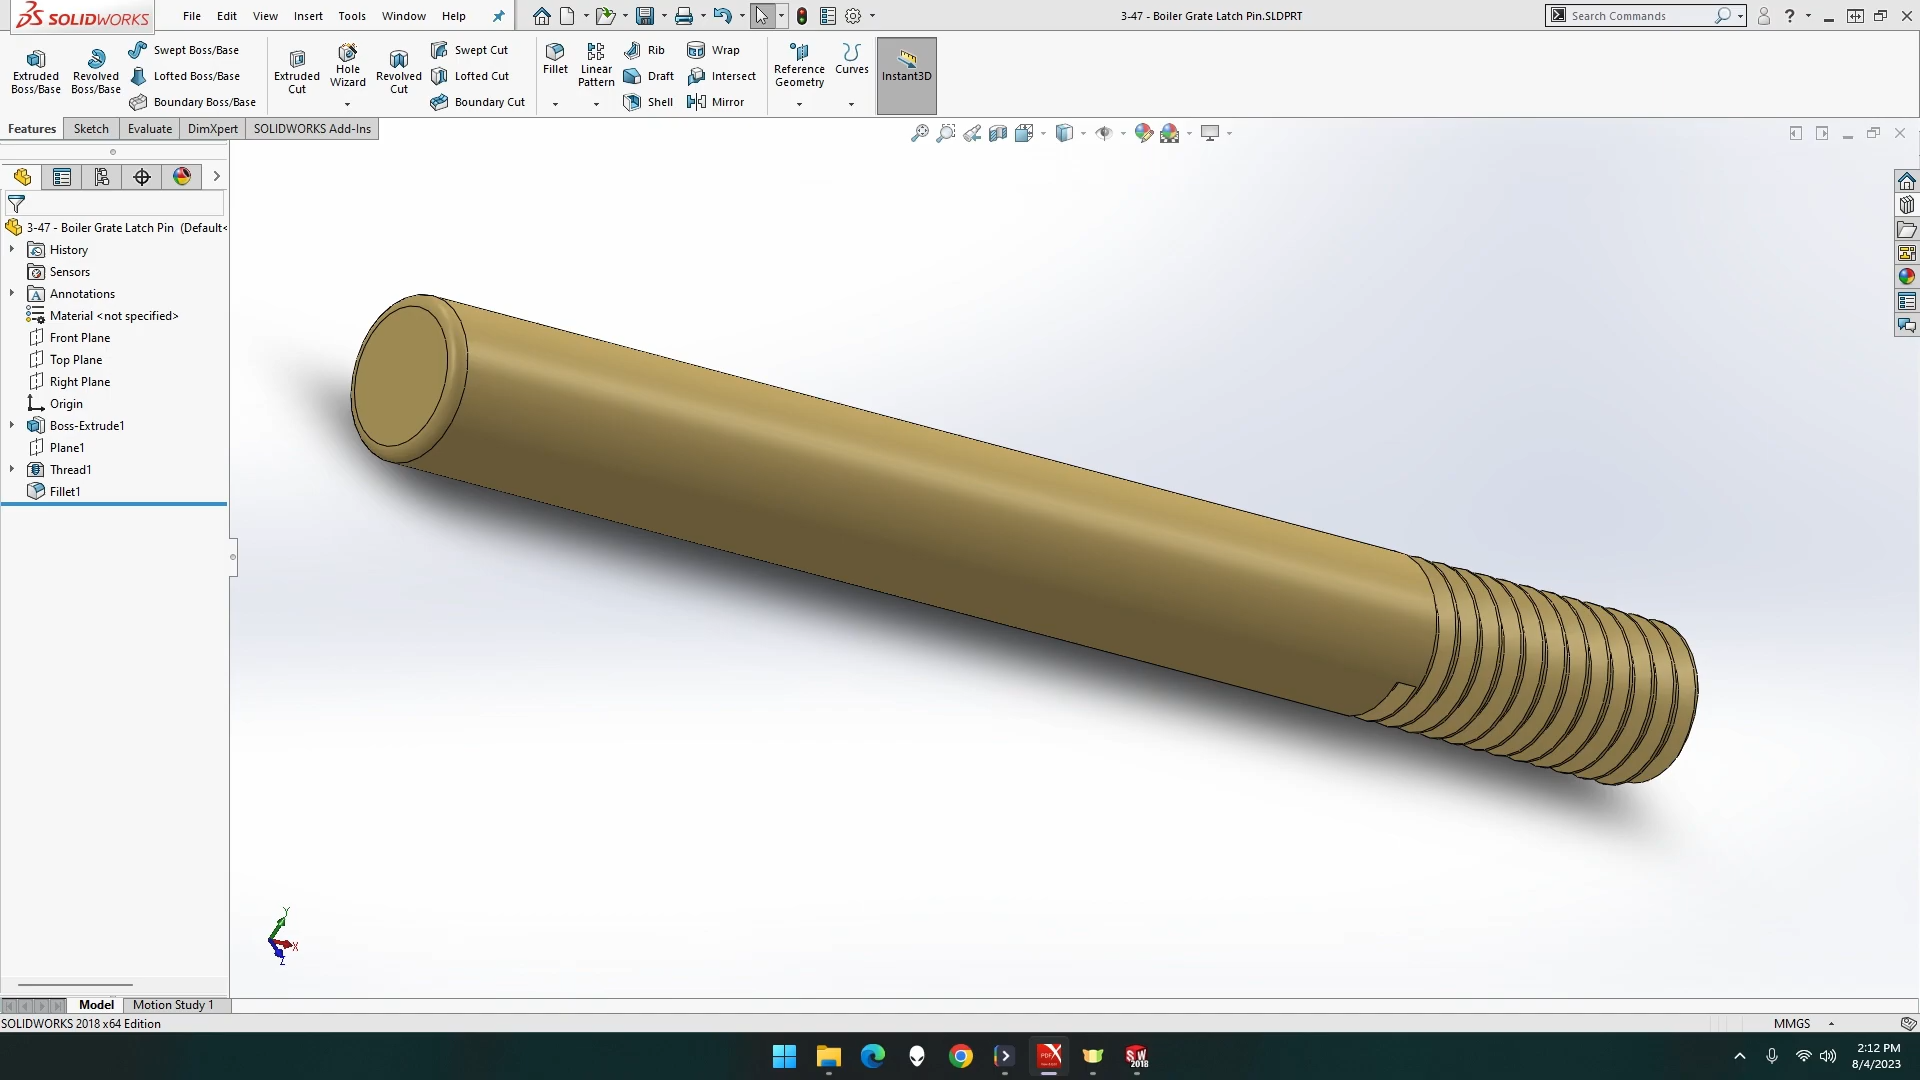 SOLIDWORKS
File Edit View Insert Tools Window Help
3-47 - Boiler Grate Latch Pin.SLDPRT
Search Commands
Extruded Boss/Base
Revolved Boss/Base
Swept Boss/Base
Lofted Boss/Base
Boundary Boss/Base
Extruded Cut
Hole Wizard
Revolved Cut
Swept Cut
Lofted Cut
Boundary Cut
Fillet
Linear Pattern
Rib
Draft
Shell
Wrap
Intersect
Mirror
Reference Geometry
Curves
Instant3D
Features Sketch Evaluate DimXpert SOLIDWORKS Add-Ins
3-47 - Boiler Grate Latch Pin (Default<
History
Sensors
Annotations
Material <not specified>
Front Plane
Top Plane
Right Plane
Origin
Boss-Extrude1
Plane1
Thread1
Fillet1
Y
X
Z
Model Motion Study 1
SOLIDWORKS 2018 x64 Edition
MMGS
2:12 PM
8/4/2023